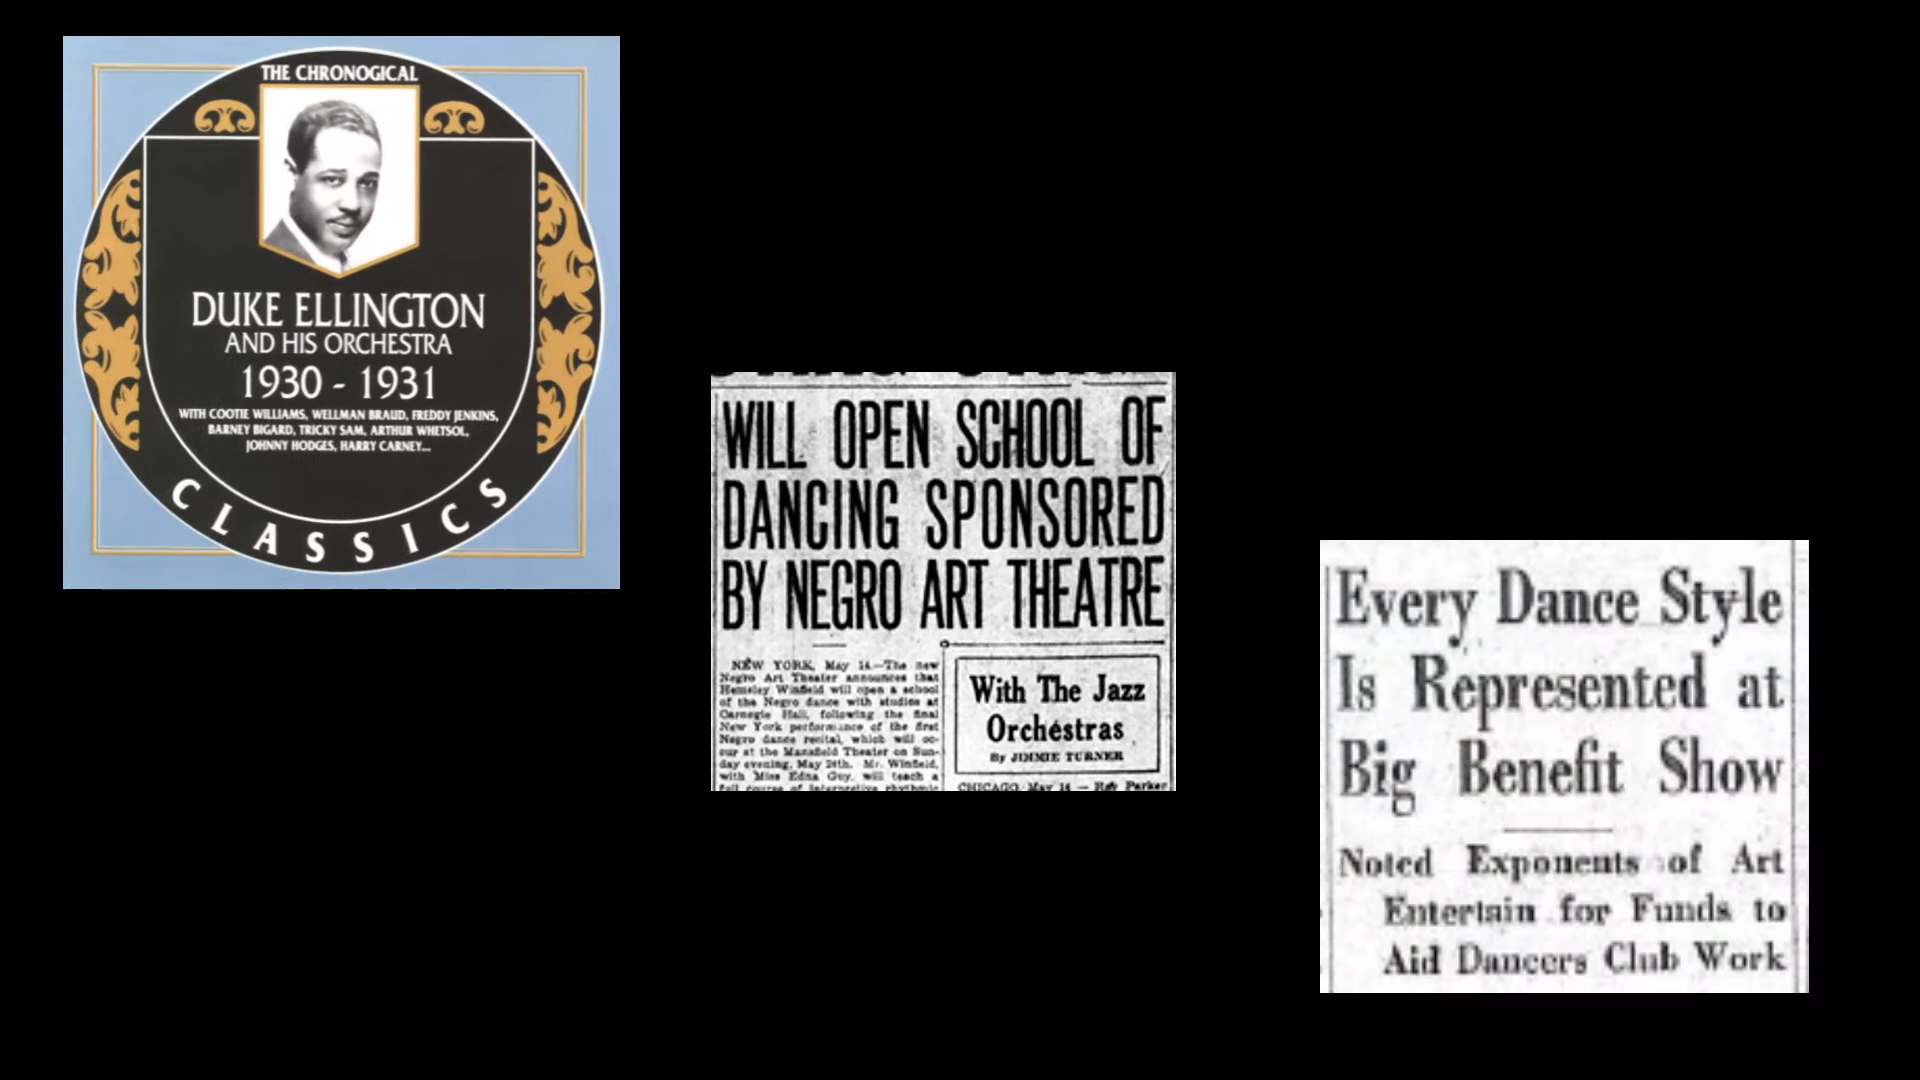 THE CHRONOGICAL
DUKE ELLINGTON
AND HIS ORCHESTRA
1930 - 1931
WITH COOTIE WILLIAMS, WELLMAN BRAUD, FREDDY JENKINS,
BARNEY BIGARD, TRICKY SAM, ARTHUR WHETSOL,
JOHNNY HODGES, HARRY CARNEY...
CLASSICS
WILL OPEN SCHOOL OF
DANCING SPONSORED
BY NEGRO ART THEATRE
NEW YORK, May 14.—The new
Negro Art Theater announces that
Hemsley Winfield will open a school
of the Negro dance with studios at
Carnegie Hall, following the final
New York performance of the first
Negro dance recital, which will oc-
cur at the Mansfield Theater on Sun-
day evening, May 24th. Mr. Winfield,
with Miss Edna Guy, will teach a
full course of interpretive rhythmic
With The Jazz
Orchestras
By JIMMIE TURNER
CHICAGO, May 14 — Parker
Every Dance Style
Is Represented at
Big Benefit Show
Noted Exponents of Art
Entertain for Funds to
Aid Dancers Club Work